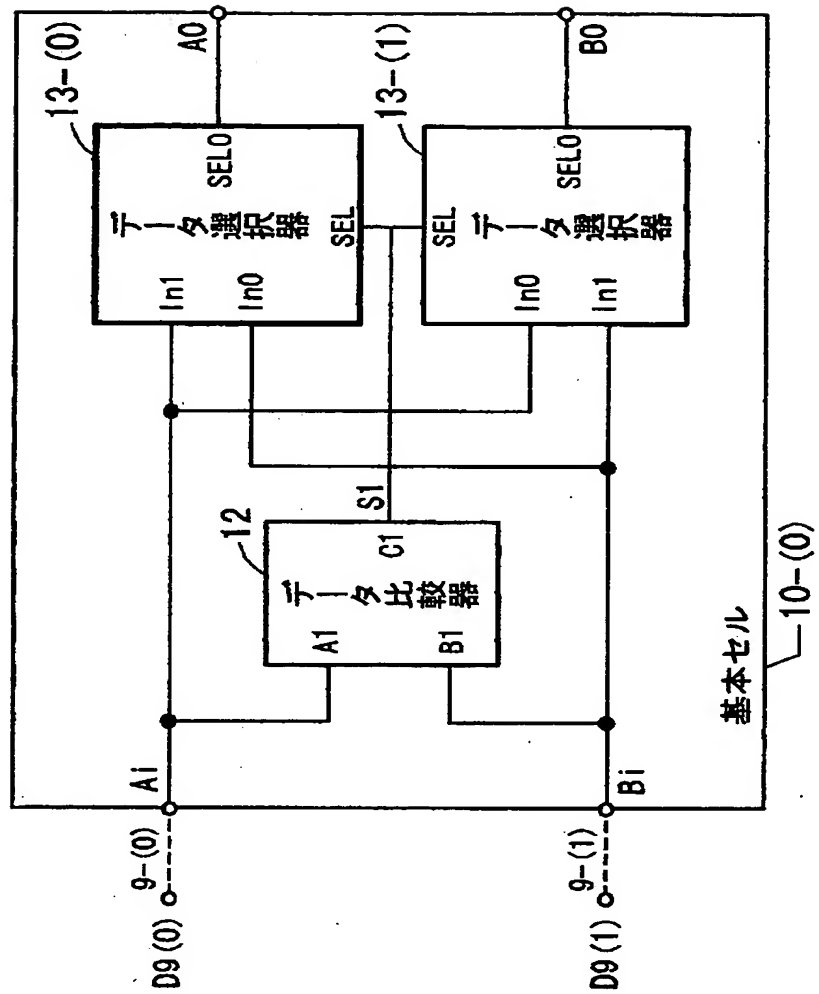 D9(0)
9-(0)
Ai
D9(1)
9-(1)
Bi
12
データ比較器
A1
B1
C1
S1
13-(0)
データ選択器
In1
In0
SEL
SEL0
A0
13-(1)
データ選択器
SEL
In0
In1
SEL0
B0
基本セル
10-(0)